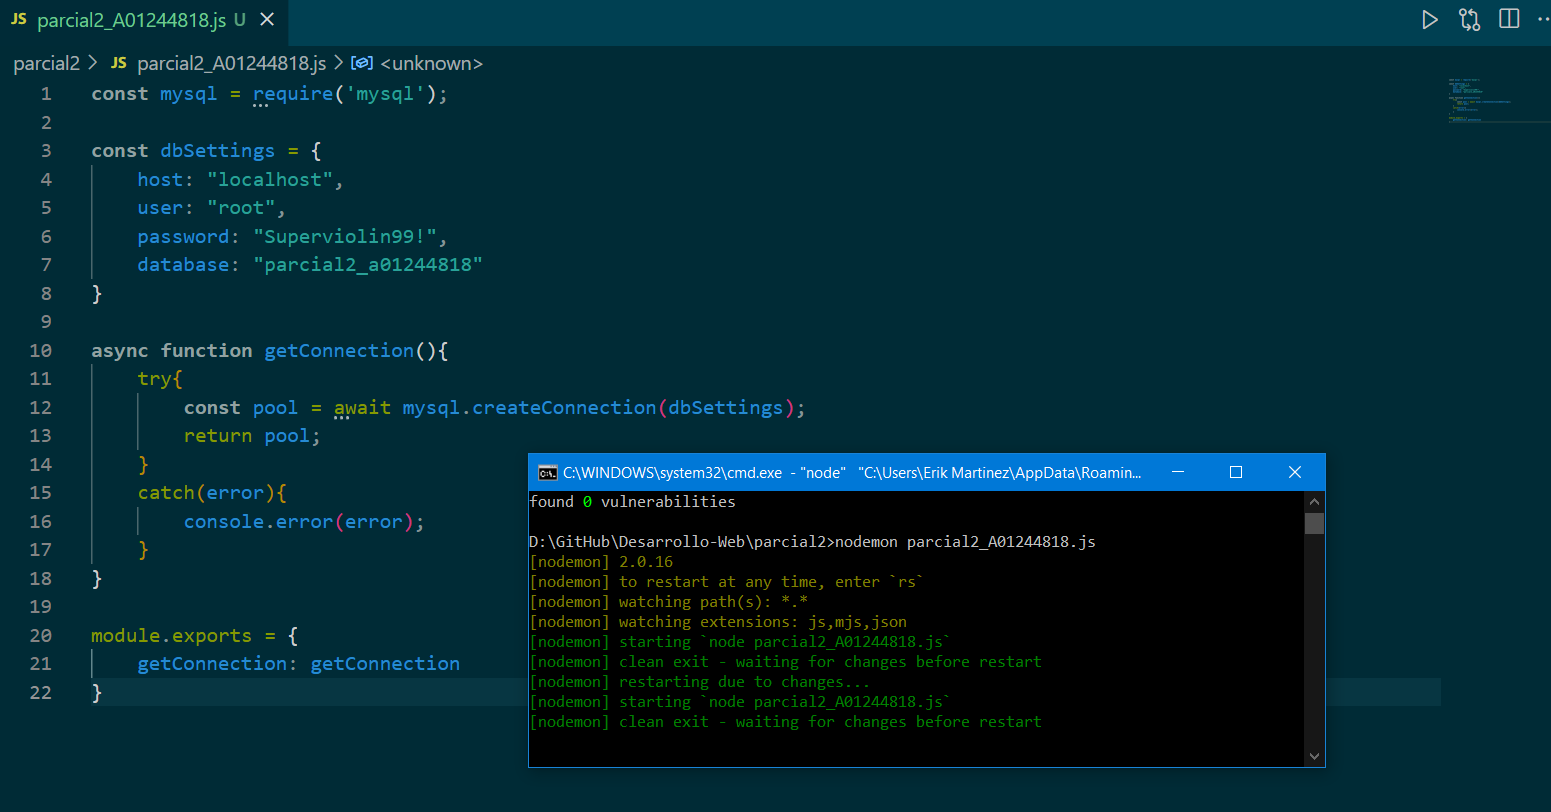 JS parcial2_A01244818.js U
parcial2 > JS parcial2_A01244818.js > <unknown>
1 const mysql = require('mysql');
2
3 const dbSettings = {
4 host: "localhost",
5 user: "root",
6 password: "Superviolin99!",
7 database: "parcial2_a01244818"
8 }
9
10 async function getConnection(){
11 try{
12 const pool = await mysql.createConnection(dbSettings);
13 return pool;
14 }
15 catch(error){
16 console.error(error);
17 }
18 }
19
20 module.exports = {
21 getConnection: getConnection
22 }
C:\WINDOWS\system32\cmd.exe - "node" "C:\Users\Erik Martinez\AppData\Roamin...
found 0 vulnerabilities
D:\GitHub\Desarrollo-Web\parcial2>nodemon parcial2_A01244818.js
[nodemon] 2.0.16
[nodemon] to restart at any time, enter `rs`
[nodemon] watching path(s): *.*
[nodemon] watching extensions: js,mjs,json
[nodemon] starting `node parcial2_A01244818.js`
[nodemon] clean exit - waiting for changes before restart
[nodemon] restarting due to changes...
[nodemon] starting `node parcial2_A01244818.js`
[nodemon] clean exit - waiting for changes before restart